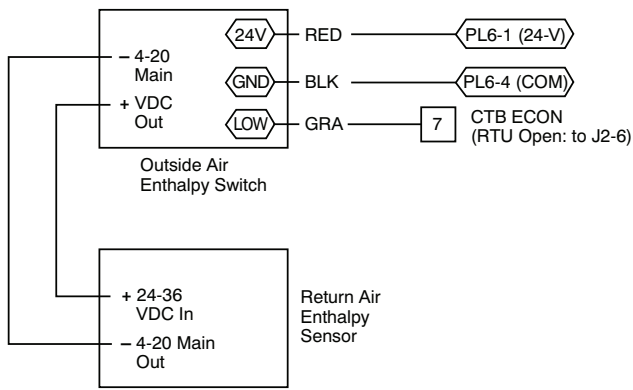 24V RED PL6-1 (24-V)
– 4-20
Main
GND BLK PL6-4 (COM)
+ VDC
Out
LOW GRA 7 CTB ECON
(RTU Open: to J2-6)
Outside Air
Enthalpy Switch
+ 24-36
VDC In
– 4-20 Main
Out
Return Air
Enthalpy
Sensor